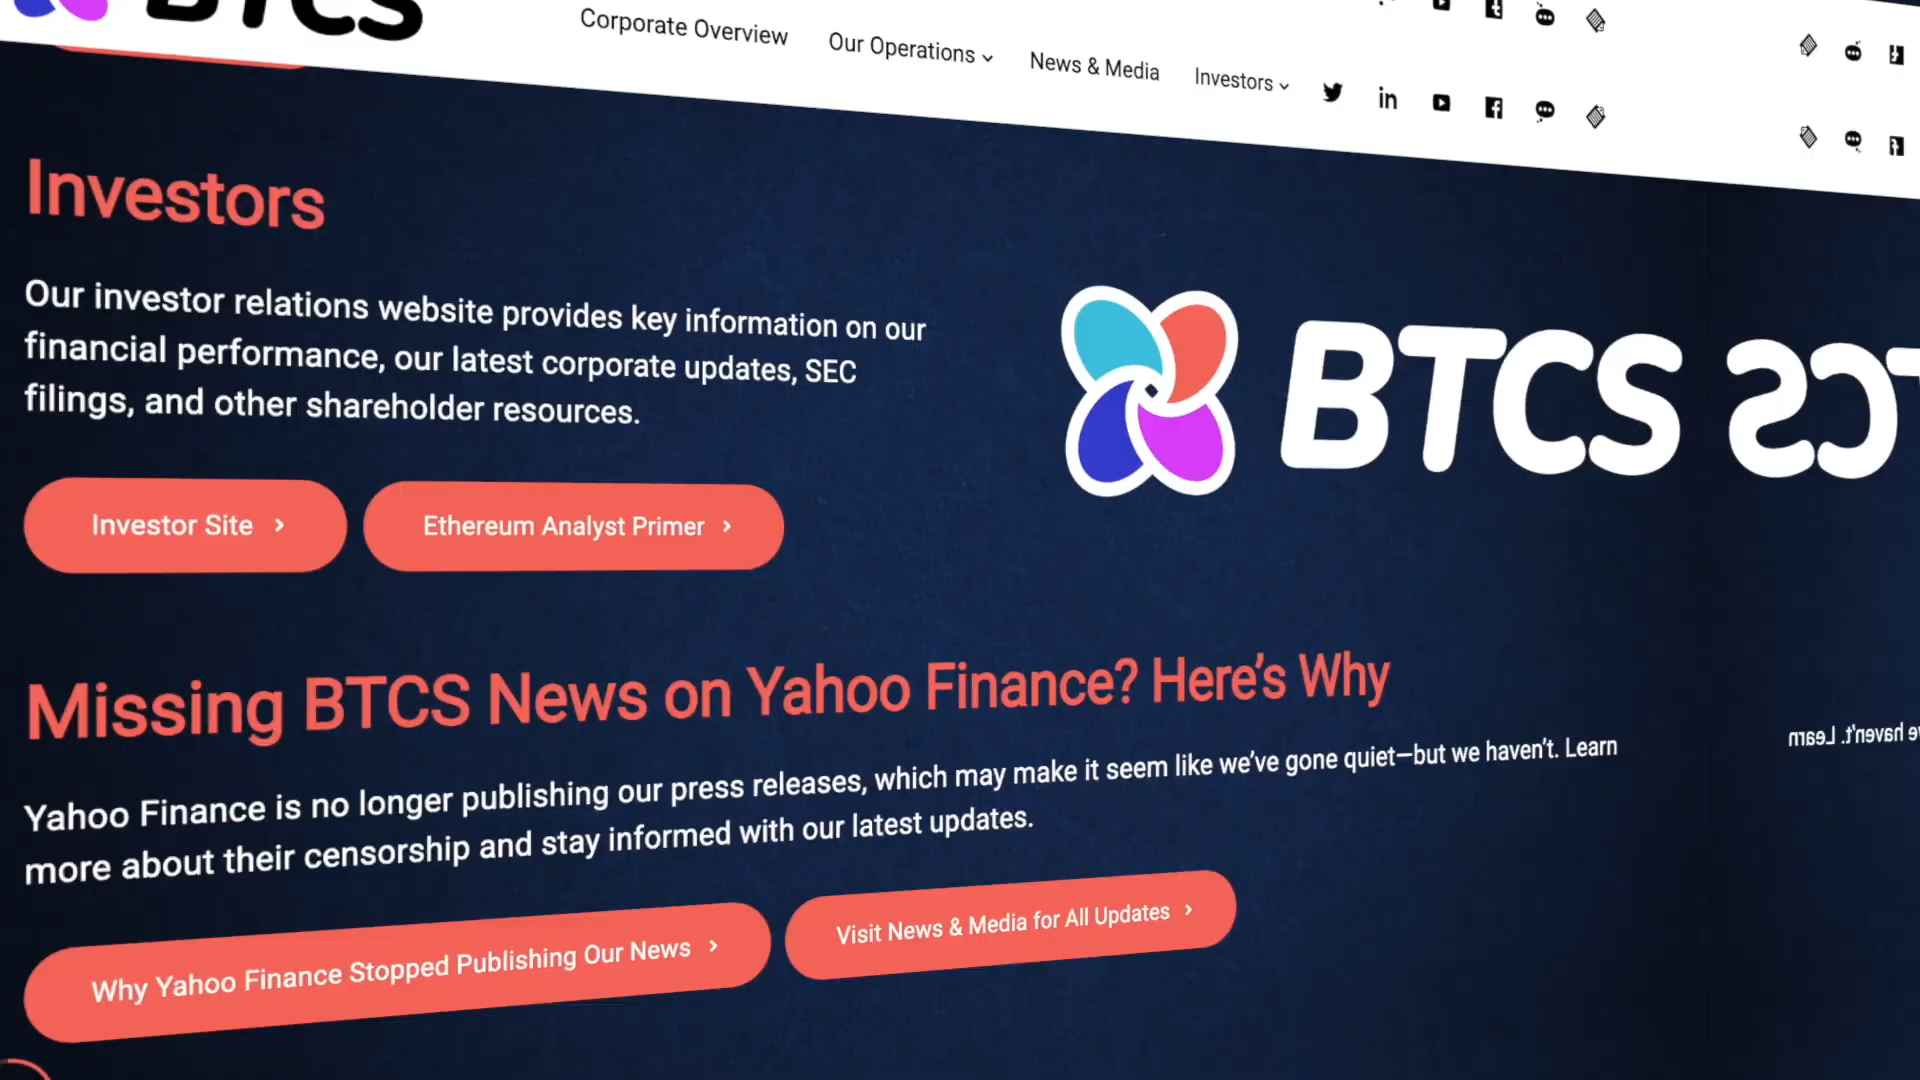 BTCS
Corporate Overview
Our Operations
News & Media
Investors
Investors
Our investor relations website provides key information on our
financial performance, our latest corporate updates, SEC
filings, and other shareholder resources.
BTCS
Investor Site
Ethereum Analyst Primer
Missing BTCS News on Yahoo Finance? Here’s Why
Yahoo Finance is no longer publishing our press releases, which may make it seem like we’ve gone quiet—but we haven’t. Learn
more about their censorship and stay informed with our latest updates.
Why Yahoo Finance Stopped Publishing Our News
Visit News & Media for All Updates